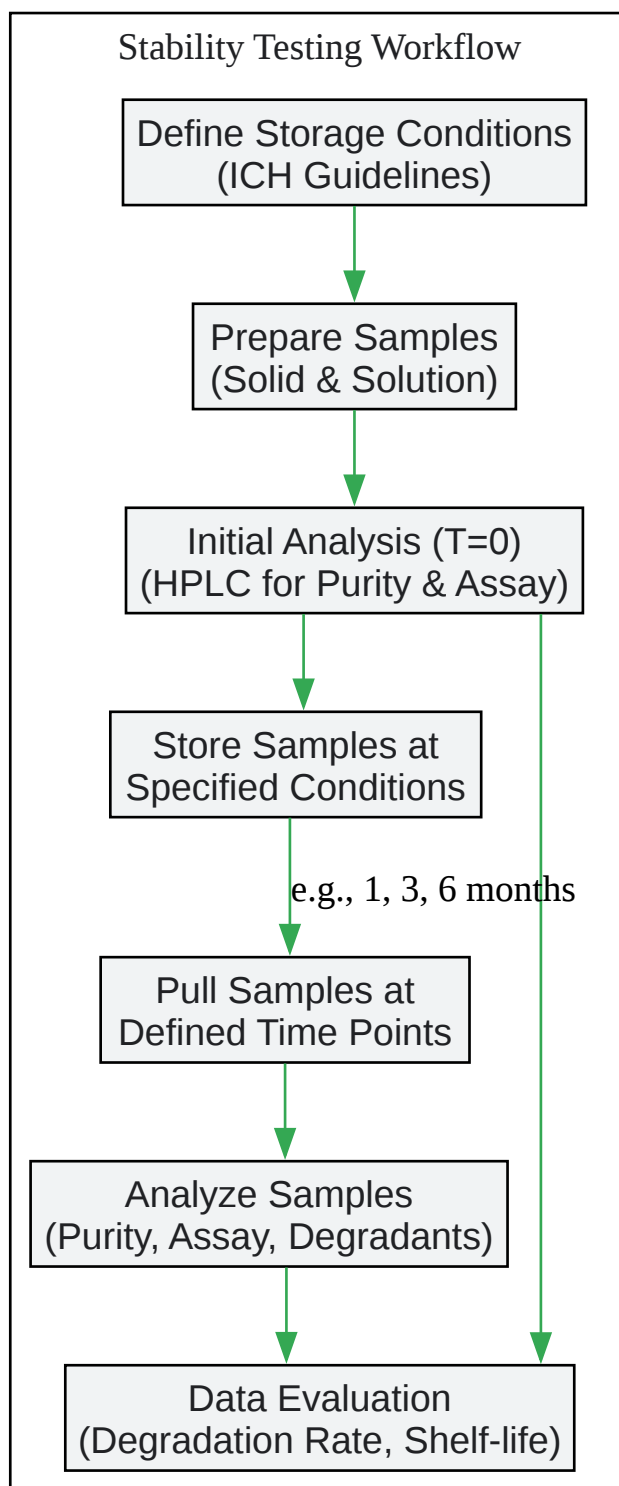 Stability Testing Workflow
Define Storage Conditions
(ICH Guidelines)
Prepare Samples
(Solid & Solution)
Initial Analysis (T=0)
(HPLC for Purity & Assay)
Store Samples at
Specified Conditions
e.g., 1, 3, 6 months
Pull Samples at
Defined Time Points
Analyze Samples
(Purity, Assay, Degradants)
Data Evaluation
(Degradation Rate, Shelf-life)